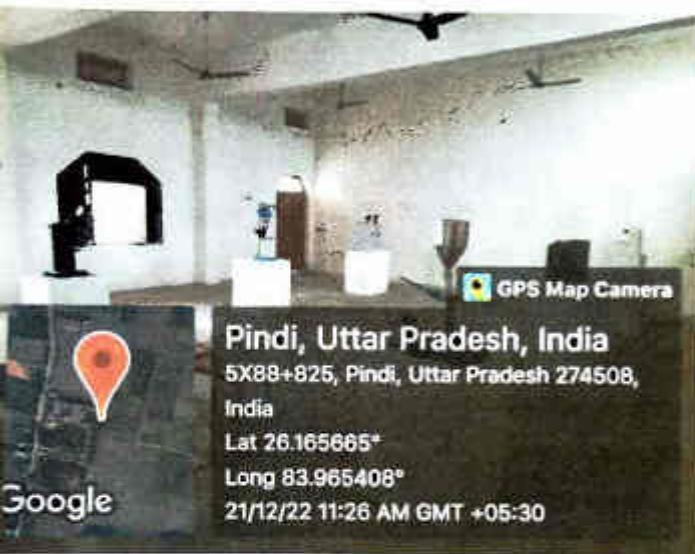 GPS Map Camera
Pindi, Uttar Pradesh, India
5X88+825, Pindi, Uttar Pradesh 274508,
India
Lat 26.165665°
Long 83.965408°
21/12/22 11:26 AM GMT +05:30
Google